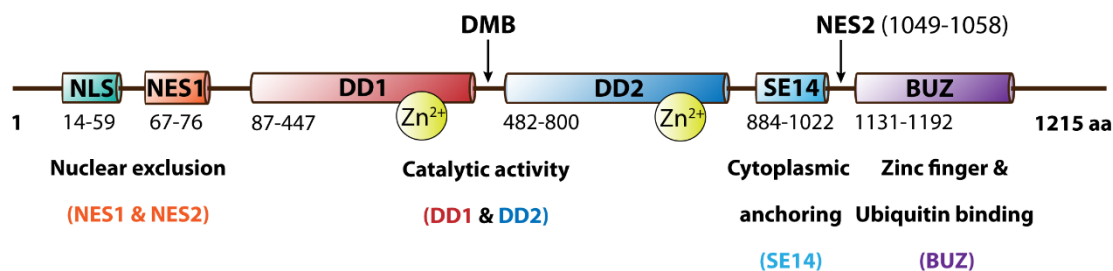 DMB NES2 (1049-1058)
NLS NES1 DD1 DD2 SE14 BUZ
Zn2+ Zn2+
1 14-59 67-76 87-447 482-800 884-1022 1131-1192 1215 aa
Nuclear exclusion Catalytic activity Cytoplasmic Zinc finger &
anchoring Ubiquitin binding
(NES1 & NES2) (DD1 & DD2)
(SE14) (BUZ)